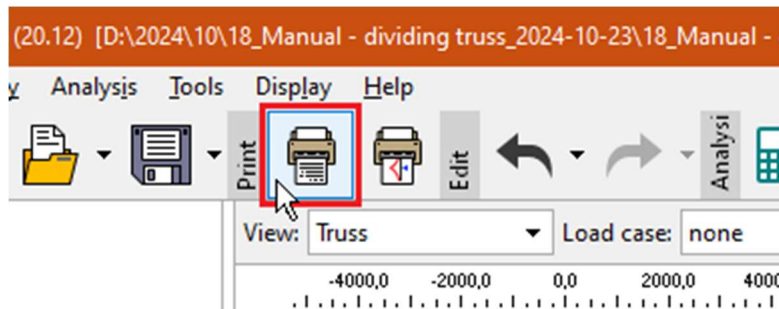 (20.12) [D:\2024\10\18_Manual - dividing truss_2024-10-23\18_Manual -
y Analysis Tools Display Help
Print
Edit
Analysi
View: Truss Load case: none
-4000,0 -2000,0 0,0 2000,0 4000